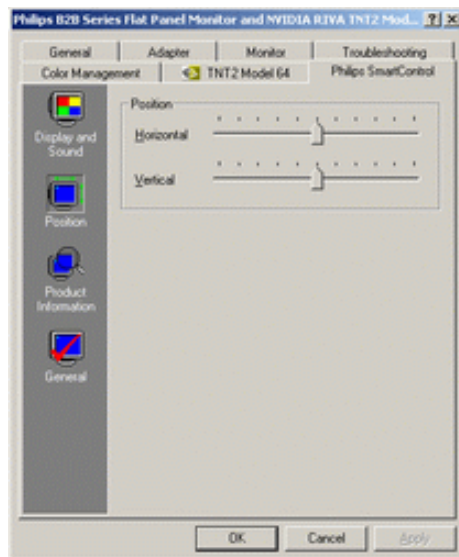 Philips B2B Series Flat Panel Monitor and NVIDIA RIVA TNT2 Mod...
General Adapter Monitor Troubleshooting
Color Management TNT2 Model 64 Philips SmartControl
Display and
Sound
Position
Product
Information
General
Position
Horizontal
Vertical
OK Cancel Apply